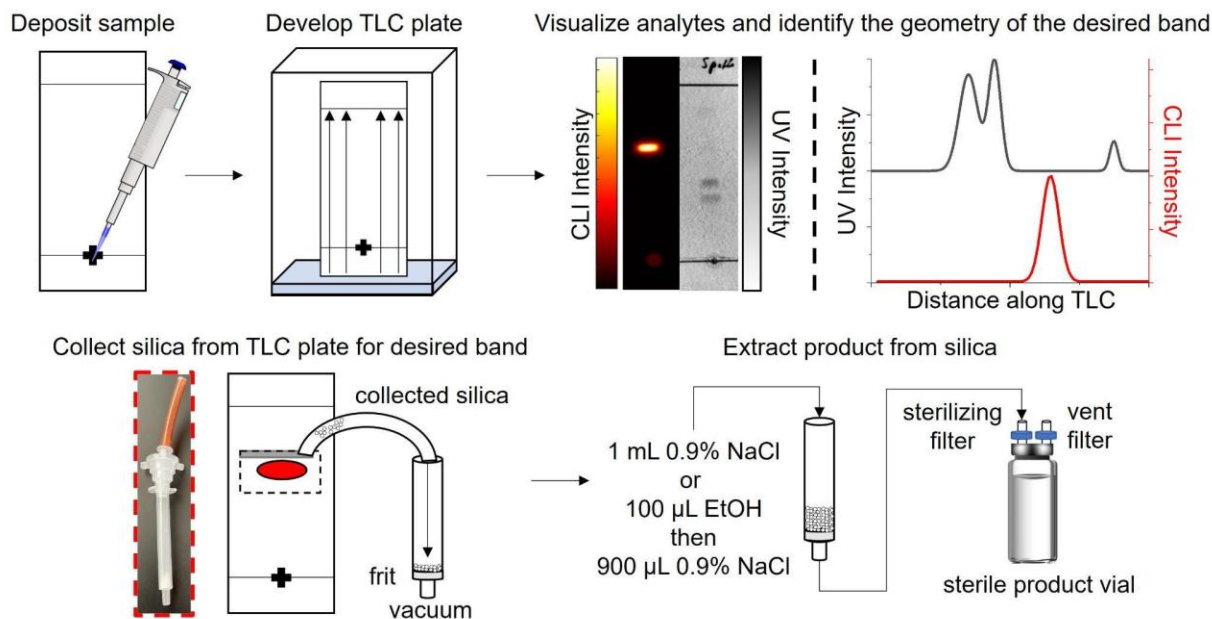 Deposit sample
Develop TLC plate
Visualize analytes and identify the geometry of the desired band
CLI Intensity
UV Intensity
UV Intensity
CLI Intensity
Distance along TLC
Collect silica from TLC plate for desired band
collected silica
frit
vacuum
Extract product from silica
1 mL 0.9% NaCl
or
100 µL EtOH
then
900 µL 0.9% NaCl
sterilizing
filter
vent
filter
sterile product vial